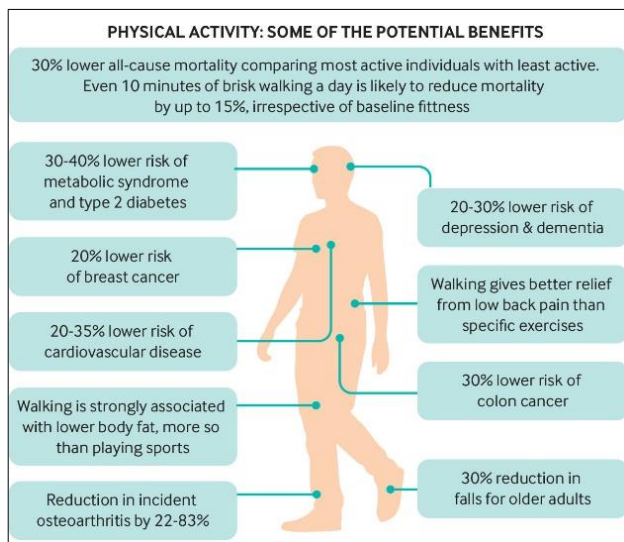 PHYSICAL ACTIVITY: SOME OF THE POTENTIAL BENEFITS
30% lower all-cause mortality comparing most active individuals with least active.
Even 10 minutes of brisk walking a day is likely to reduce mortality
by up to 15%, irrespective of baseline fittness
30-40% lower risk of
metabolic syndrome
and type 2 diabetes
20% lower risk
of breast cancer
20-35% lower risk of
cardiovascular disease
Walking is strongly associated
with lower body fat, more so
than playing sports
Reduction in incident
osteoarthritis by 22-83%
20-30% lower risk of
depression & dementia
Walking gives better relief
from low back pain than
specific exercises
30% lower risk of
colon cancer
30% reduction in
falls for older adults